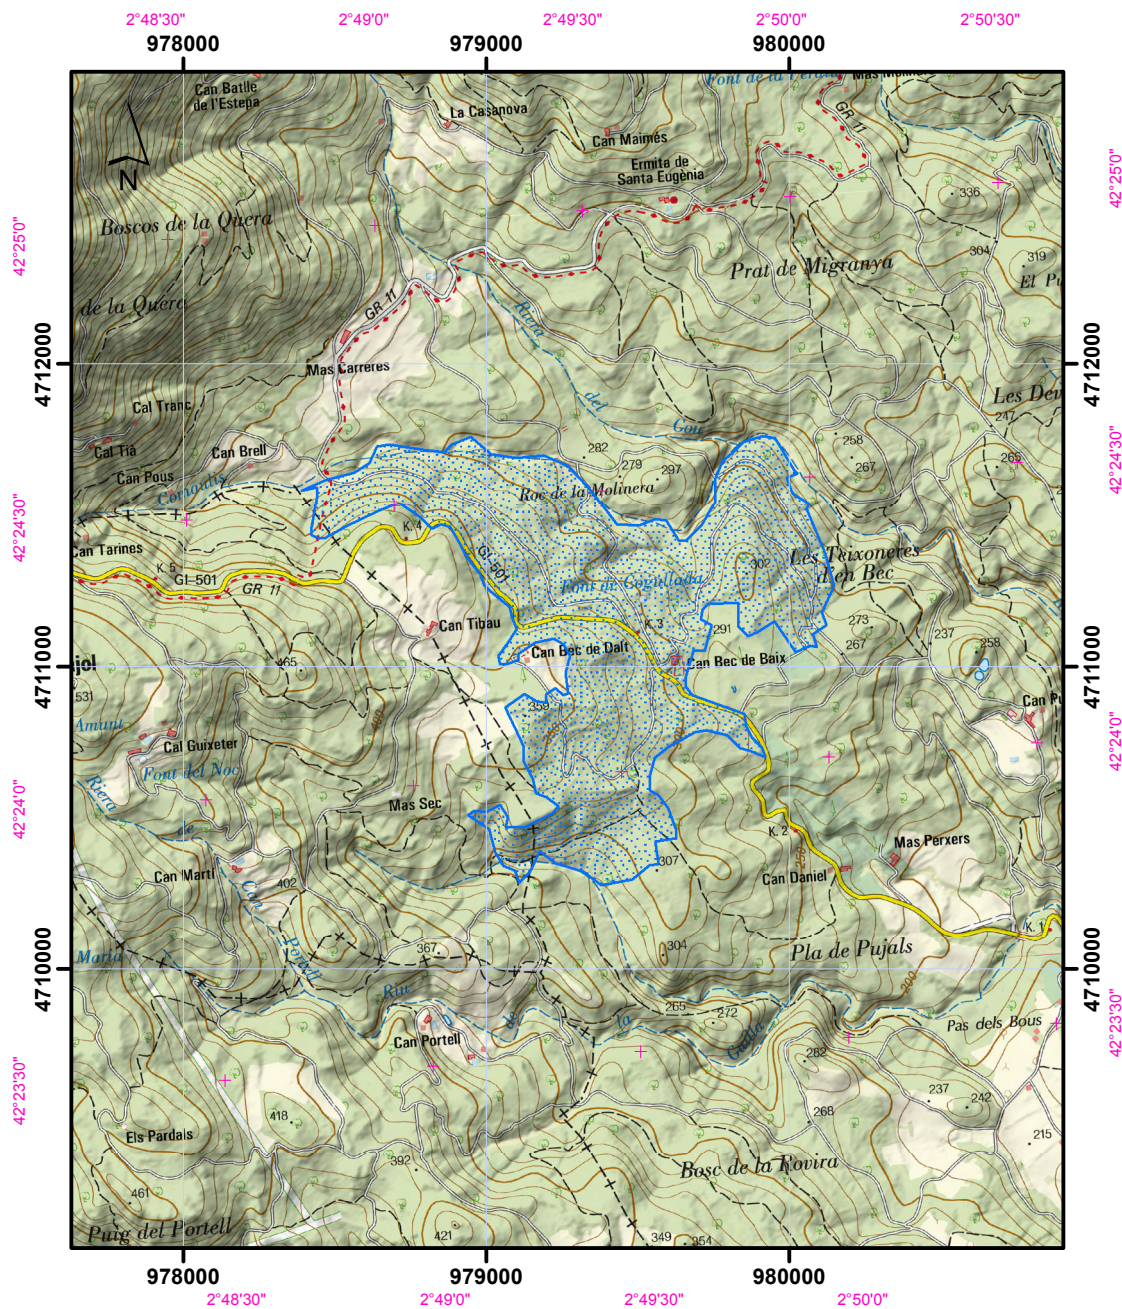 2°48'30"
2°49'0"
2°49'30"
2°50'0"
2°50'30"
978000
979000
980000
Can Batlle
de l'Estepa
La Casanova
Can Maimés
Ermita de
Santa Eugènia
GR 11
336
304
319
N
Boscos de la Quera
de la Quera
Prat de Migranya
42°25'0"
42°25'0"
GR 11
Riera
del
Gou
4712000
4712000
Mas Carreres
Cal Tranc
Cal Tià
Can Brell
Can Pous
247
265
258
267
282
279
297
Roc de la Molinera
42°24'30"
42°24'30"
Can Tarines
K. 5
GI-501
GR 11
K. 4
GI-501
Font de Cogullada
302
Les Teixoneres
d'en Bec
Can Tibau
K. 3
291
273
267
237
258
Can Bec de Dalt
Can Bec de Baix
4711000
4711000
465
531
359
Amunt
Cal Guixeter
Font del Noc
42°24'0"
42°24'0"
Riera
de
Can
Portell
Mas Sec
K. 2
250
Mas Perxers
Can Martí
402
307
Can Daniel
K. 1
367
304
Pla de Pujals
200
Maria
4710000
4710000
Riu
de
la
Guilla
265
272
Pas dels Bous
42°23'30"
42°23'30"
Can Portell
282
237
242
268
215
418
Els Pardals
392
Bosc de la Rovira
461
Puig del Portell
421
349
354
978000
979000
980000
2°48'30"
2°49'0"
2°49'30"
2°50'0"